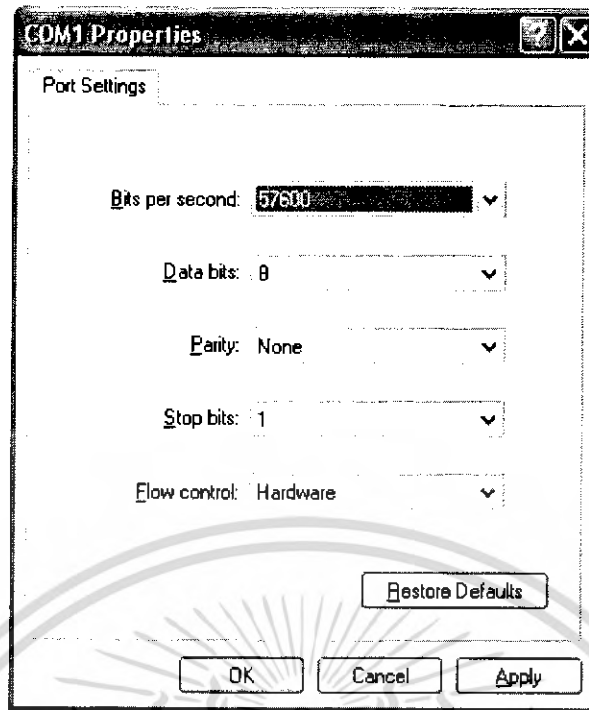 COM1 Properties
Port Settings
Bits per second: 57600
Data bits: 8
Parity: None
Stop bits: 1
Flow control: Hardware
Restore Defaults
OK Cancel Apply